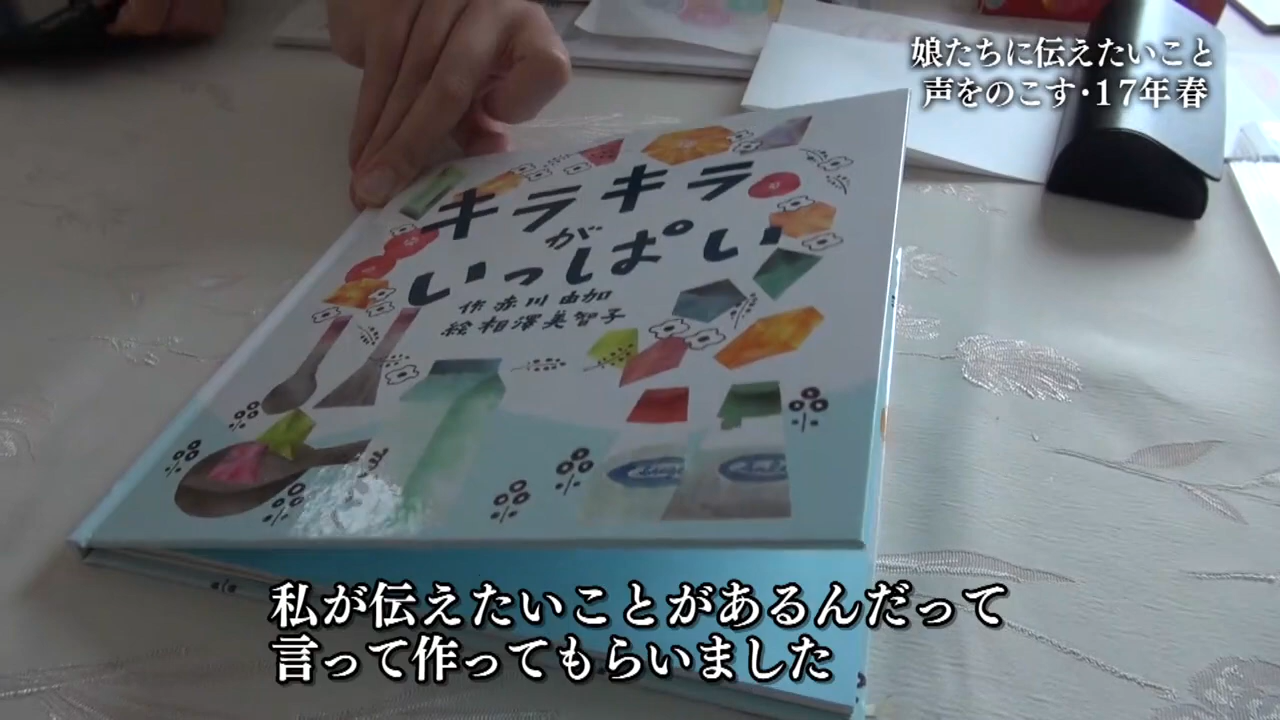 娘たちに伝えたいこと
声をのこす・17年春
キラキラ
が
いっぱい
作 赤川由加
絵 相澤美智子
私が伝えたいことがあるんだって
言って作ってもらいました